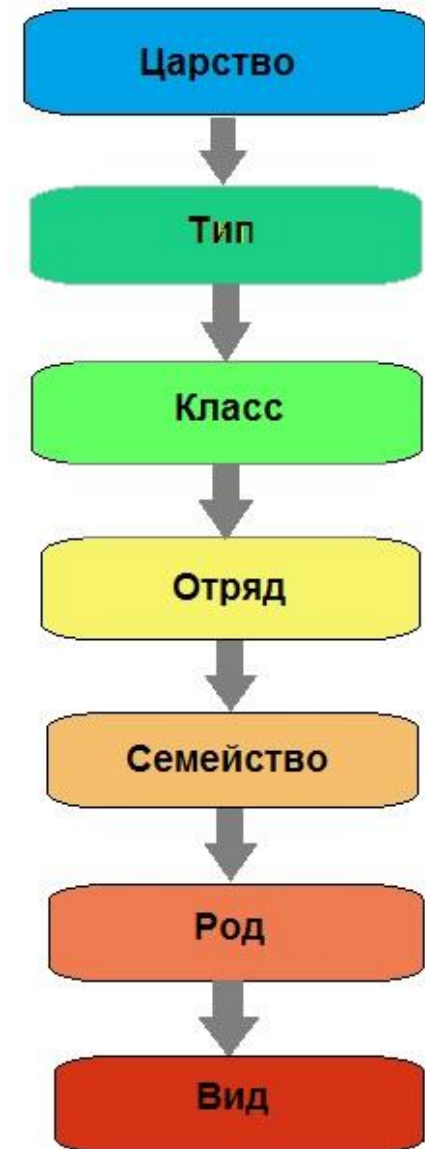 Царство
Тип
Класс
Отряд
Семейство
Род
Вид